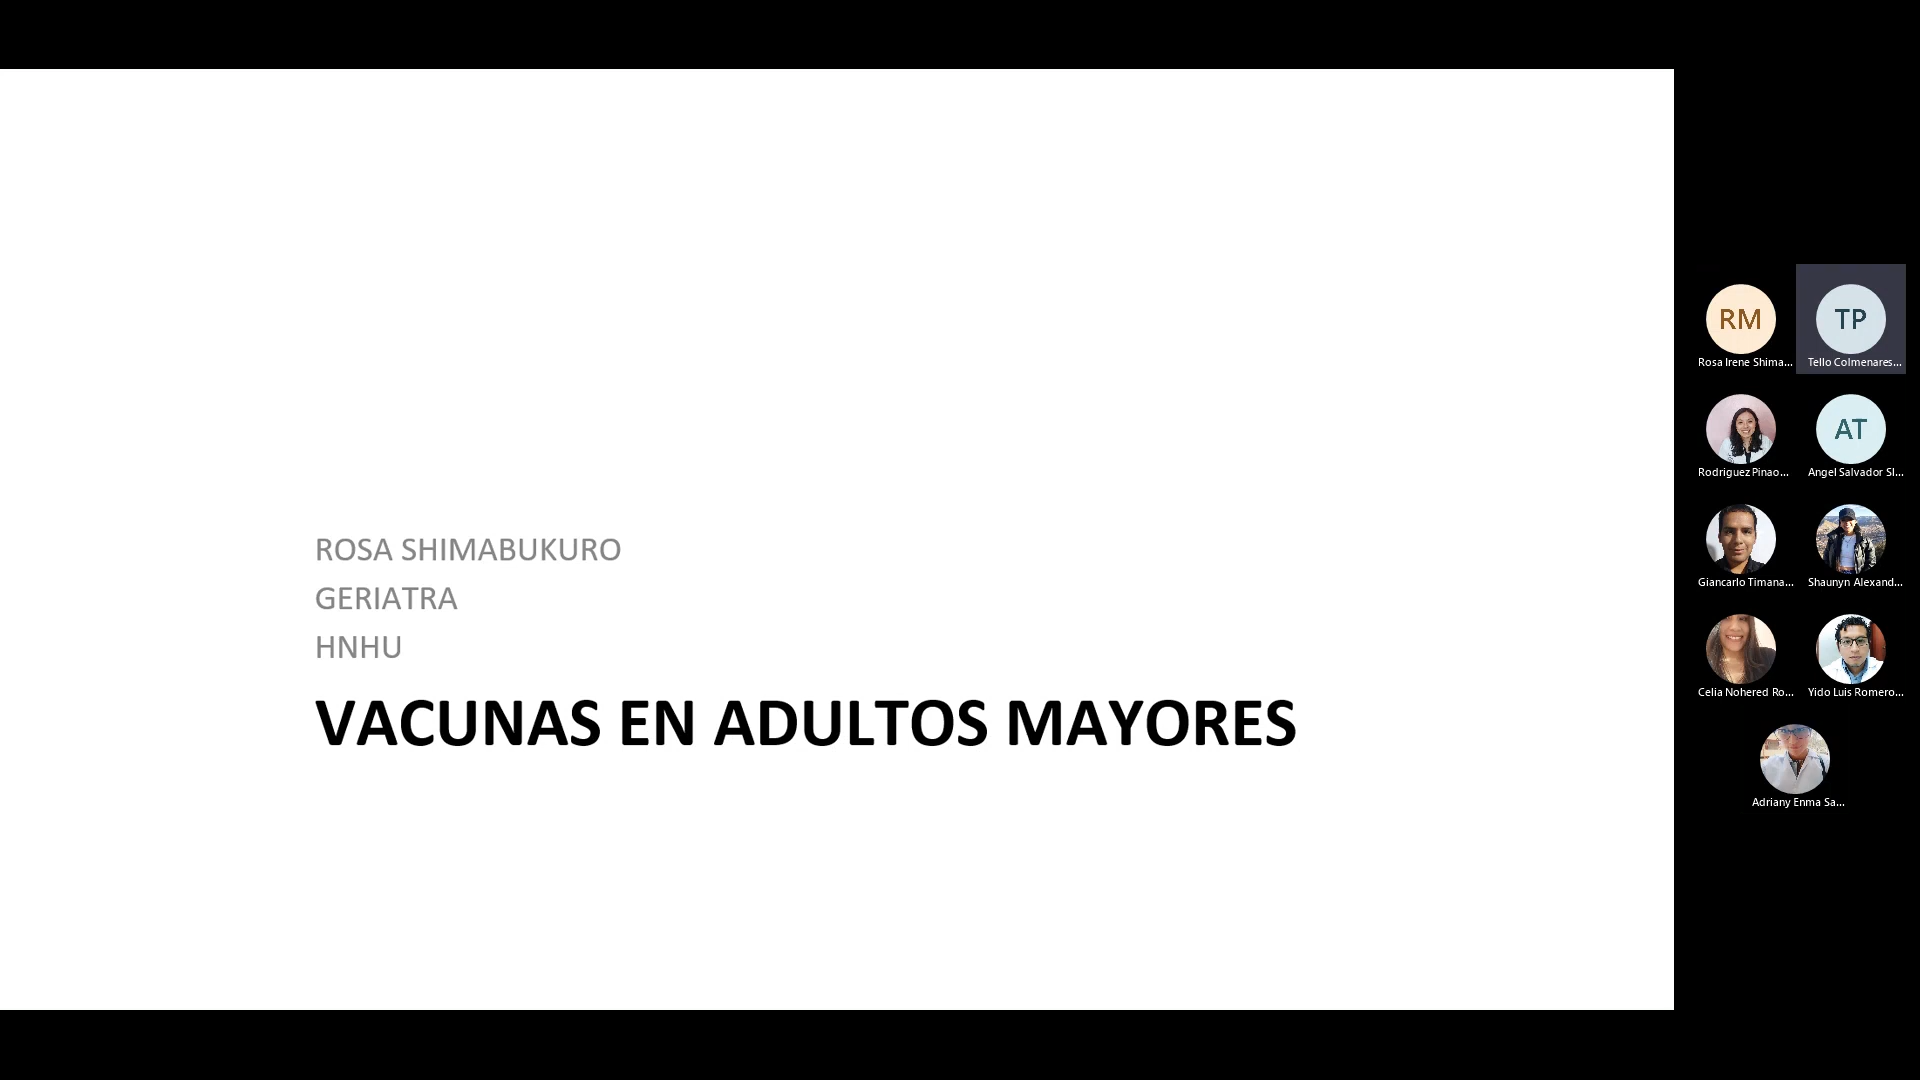 ROSA SHIMABUKURO
GERIATRA
HNHU
VACUNAS EN ADULTOS MAYORES
RM
Rosa Irene Shima...
TP
Tello Colmenares...
Rodriguez Pinao...
AT
Angel Salvador Sl...
Giancarlo Timana...
Shaunyn Alexand...
Celia Nohered Ro...
Yido Luis Romero...
Adriany Enma Sa...